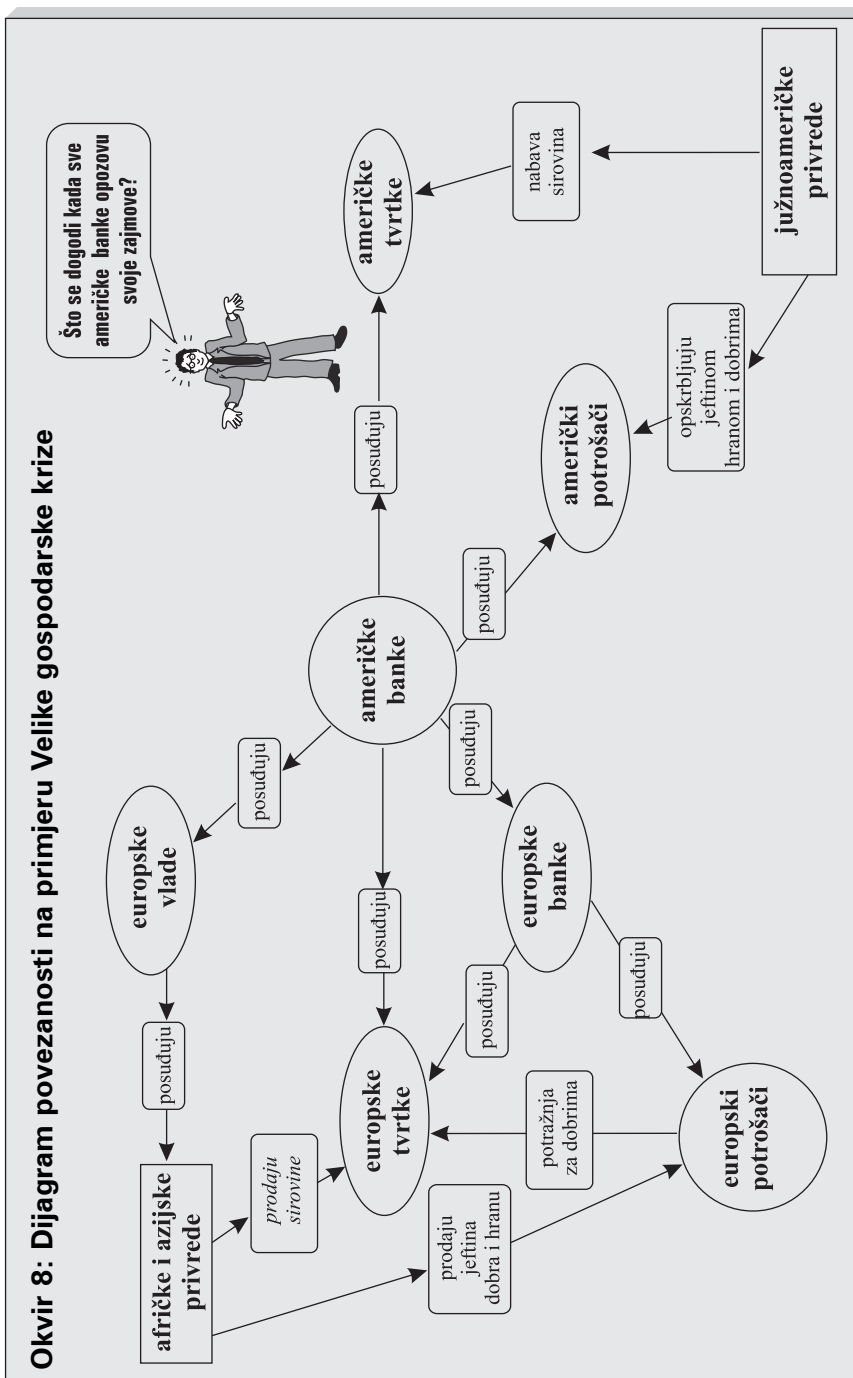 Okvir 8: Dijagram povezanosti na primjeru Velike gospodarske krize
Što se dogodi kada sve
američke banke opozovu
svoje zajmove?
afričke i azijske
privrede
posuđuju
europske
vlade
posuđuju
prodaju
sirovine
prodaju
jeftina
dobra i hranu
europske
tvrtke
posuđuju
američke
banke
posuđuju
američke
tvrtke
potražnja
za dobrima
posuđuju
europske
banke
posuđuju
posuđuju
američki
potrošači
nabava
sirovina
europski
potrošači
posuđuju
opskrbljuju
jeftinom
hranom i dobrima
južnoameričke
privrede